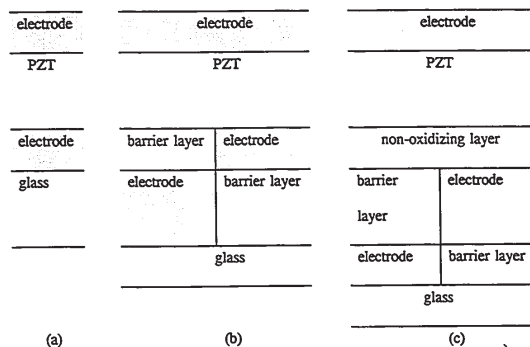 electrode electrode electrode
PZT PZT PZT
electrode barrier layer electrode non-oxidizing layer
glass electrode barrier layer barrier electrode
layer
electrode barrier layer
glass
glass
(a) (b) (c)